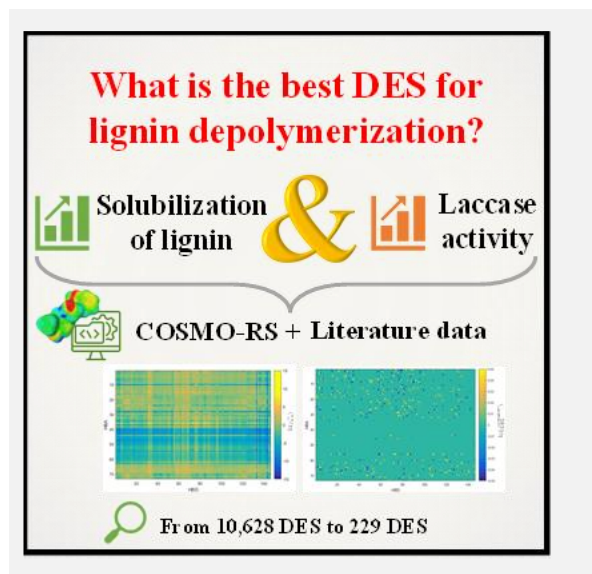 What is the best DES for
lignin depolymerization?
Solubilization
of lignin
&
Laccase
activity
COSMO-RS + Literature data
From 10,628 DES to 229 DES